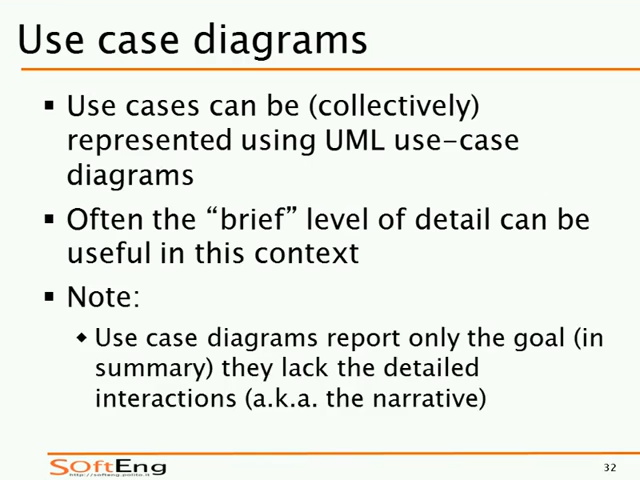 Use case diagrams
▪ Use cases can be (collectively)
represented using UML use-case
diagrams
▪ Often the “brief” level of detail can be
useful in this context
▪ Note:
◆ Use case diagrams report only the goal (in
summary) they lack the detailed
interactions (a.k.a. the narrative)
SOftEng
http://softeng.polito.it
32